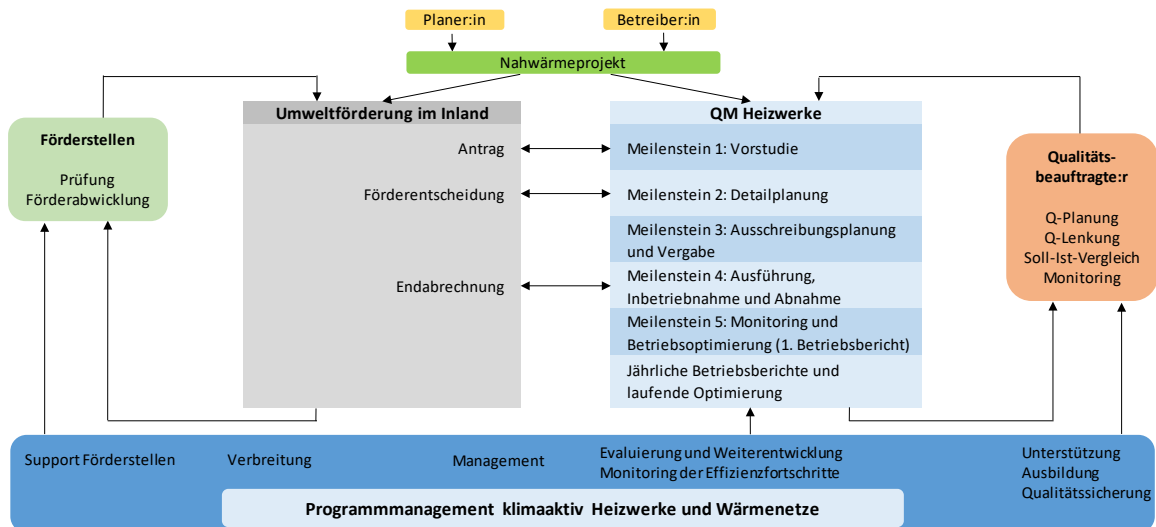 Planer:in
Betreiber:in
Nahwärmeprojekt
Förderstellen
Prüfung
Förderabwicklung
Umweltförderung im Inland
Antrag
Förderentscheidung
Endabrechnung
QM Heizwerke
Meilenstein 1: Vorstudie
Meilenstein 2: Detailplanung
Meilenstein 3: Ausschreibungsplanung
und Vergabe
Meilenstein 4: Ausführung,
Inbetriebnahme und Abnahme
Meilenstein 5: Monitoring und
Betriebsoptimierung (1. Betriebsbericht)
Jährliche Betriebsberichte und
laufende Optimierung
Qualitäts-
beauftragte:r
Q-Planung
Q-Lenkung
Soll-Ist-Vergleich
Monitoring
Support Förderstellen
Verbreitung
Management
Evaluierung und Weiterentwicklung
Monitoring der Effizienzfortschritte
Unterstützung
Ausbildung
Qualitätssicherung
Programmmanagement klimaaktiv Heizwerke und Wärmenetze